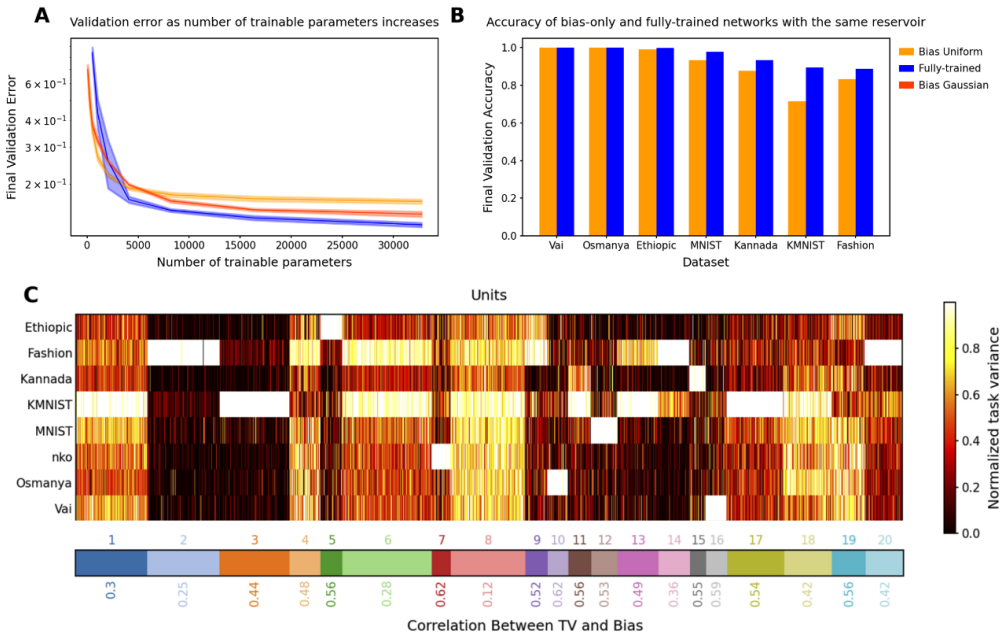 A
Validation error as number of trainable parameters increases
Final Validation Error
6 × 10⁻¹
4 × 10⁻¹
3 × 10⁻¹
2 × 10⁻¹
0 5000 10000 15000 20000 25000 30000
Number of trainable parameters
B
Accuracy of bias-only and fully-trained networks with the same reservoir
Final Validation Accuracy
1.0
0.8
0.6
0.4
0.2
0.0
Vai Osmanya Ethiopic MNIST Kannada KMNIST Fashion
Dataset
Bias Uniform
Fully-trained
Bias Gaussian
C
Units
Ethiopic
Fashion
Kannada
KMNIST
MNIST
nko
Osmanya
Vai
0.8
0.6
0.4
0.2
0.0
Normalized task variance
1 2 3 4 5 6 7 8 9 10 11 12 13 14 15 16 17 18 19 20
0.3 0.25 0.44 0.48 0.56 0.28 0.62 0.12 0.52 0.62 0.56 0.53 0.49 0.36 0.55 0.59 0.54 0.42 0.56 0.42
Correlation Between TV and Bias